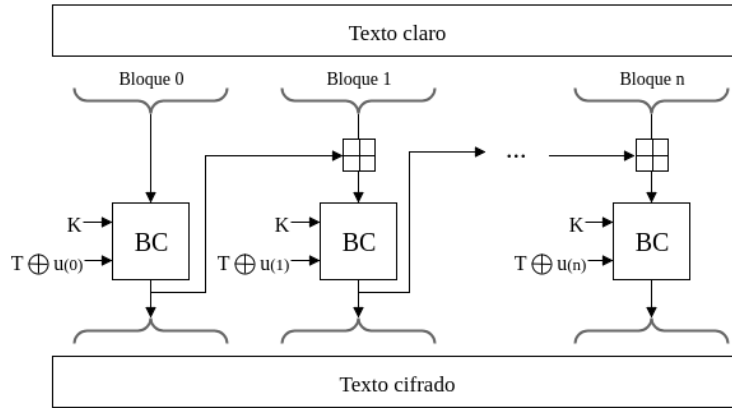 Texto claro
Bloque 0 Bloque 1 Bloque n
...
K K K
BC BC BC
T ⊕ u(0) T ⊕ u(1) T ⊕ u(n)
Texto cifrado